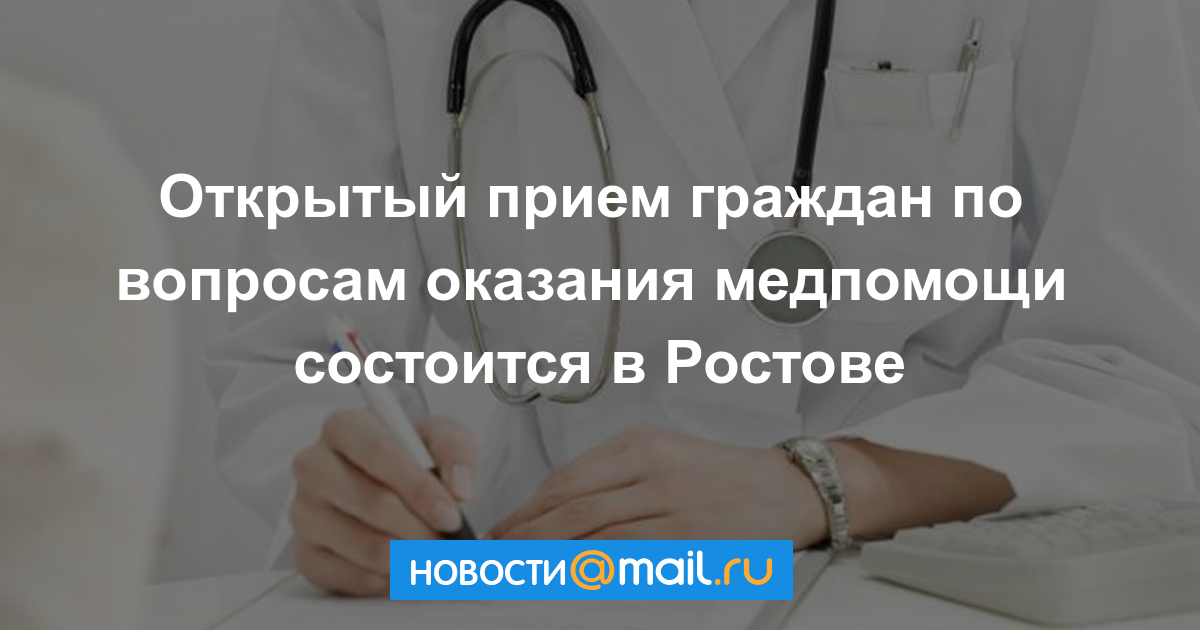 Открытый прием граждан по
вопросам оказания медпомощи
состоится в Ростове
НОВОСТИ@mail.ru